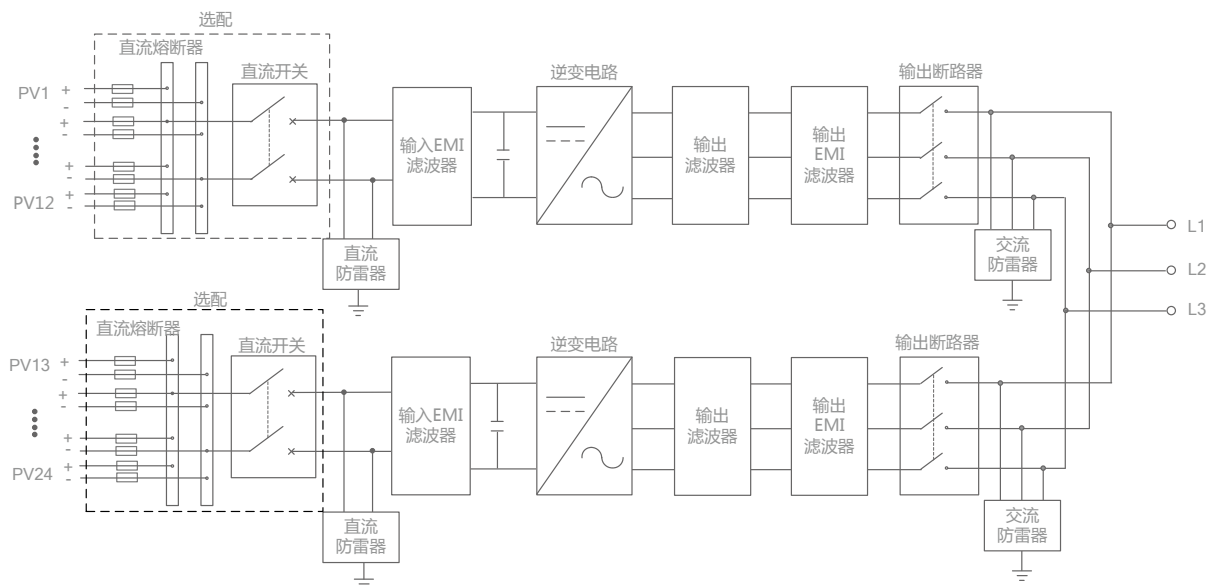 选配
直流熔断器
直流开关
逆变电路
输出断路器
PV1
+
-
+
-
+
-
+
-
PV12
输入EMI
滤波器
输出
滤波器
输出
EMI
滤波器
直流
防雷器
交流
防雷器
L1
L2
L3
选配
直流熔断器
直流开关
逆变电路
输出断路器
PV13
+
-
+
-
+
-
+
-
PV24
输入EMI
滤波器
输出
滤波器
输出
EMI
滤波器
直流
防雷器
交流
防雷器